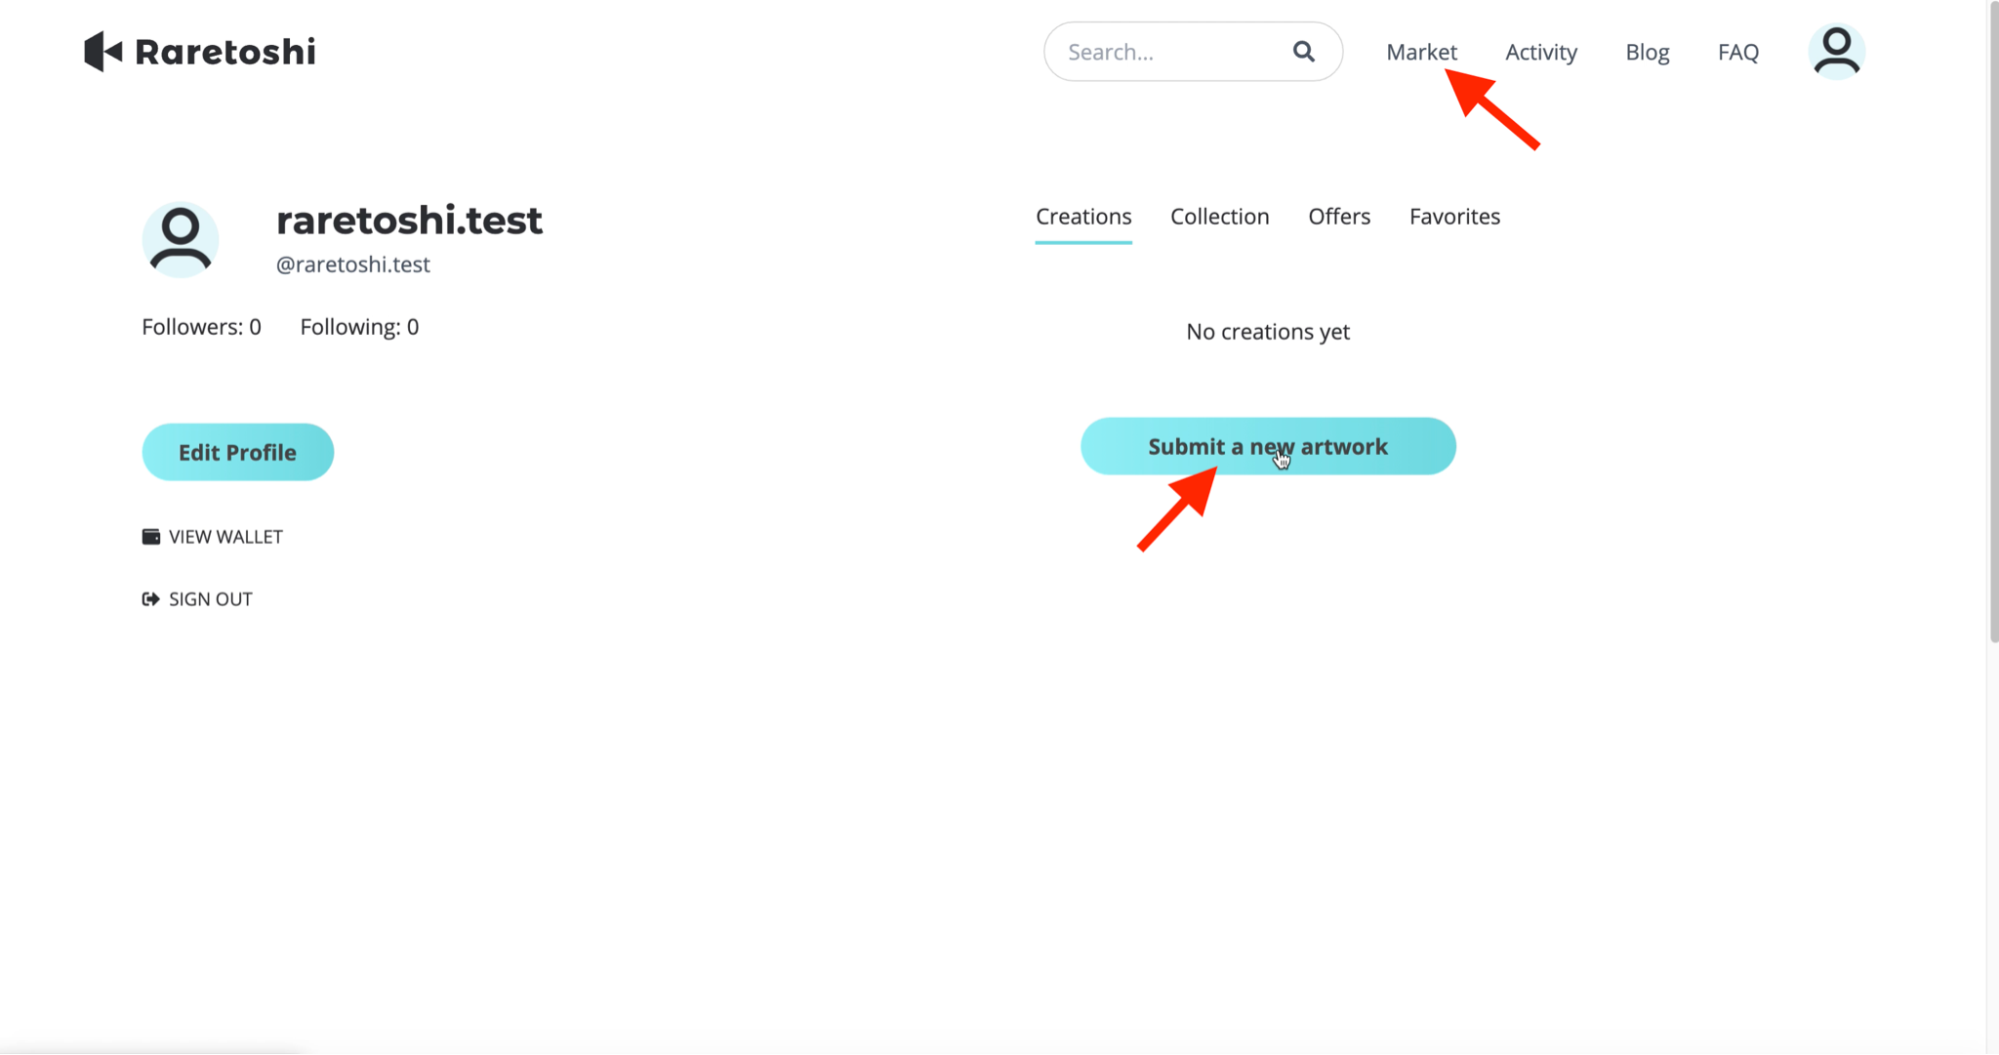 Raretoshi
Search...
Market
Activity
Blog
FAQ
raretoshi.test
@raretoshi.test
Followers: 0
Following: 0
Edit Profile
VIEW WALLET
SIGN OUT
Creations
Collection
Offers
Favorites
No creations yet
Submit a new artwork